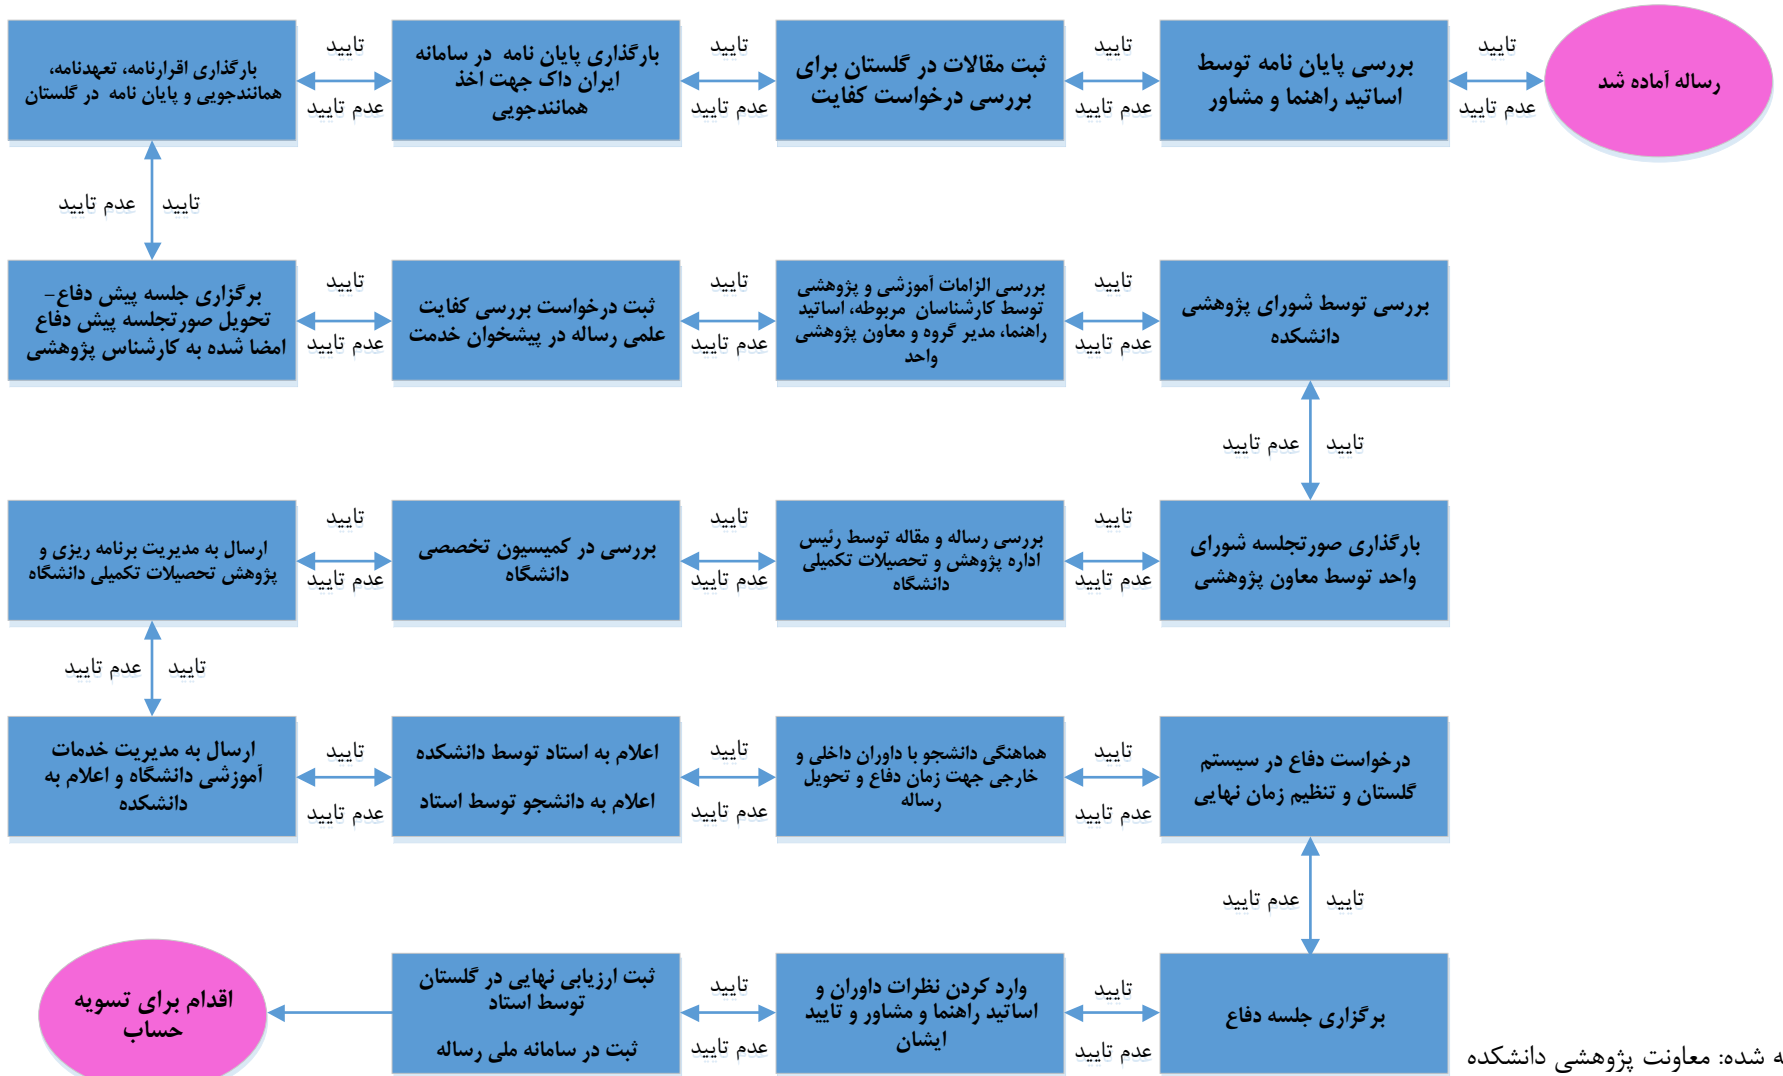 رساله آماده شد
تایید
عدم تایید
بررسی پایان نامه توسط
اساتید راهنما و مشاور
تایید
عدم تایید
ثبت مقالات در گلستان برای
بررسی درخواست کفایت
تایید
عدم تایید
بارگذاری پایان نامه در سامانه
ایران داک جهت اخذ
همانندجویی
تایید
عدم تایید
بارگذاری اقرارنامه، تعهدنامه،
همانندجویی و پایان نامه در گلستان
تایید
عدم تایید
برگزاری جلسه پیش دفاع–
تحویل صورتجلسه پیش دفاع
امضا شده به کارشناس پژوهشی
تایید
عدم تایید
ثبت درخواست بررسی کفایت
علمی رساله در پیشخوان خدمت
تایید
عدم تایید
بررسی الزامات آموزشی و پژوهشی
توسط کارشناسان مربوطه، اساتید
راهنما، مدیر گروه و معاون پژوهشی
واحد
تایید
عدم تایید
بررسی توسط شورای پژوهشی
دانشکده
تایید
عدم تایید
بارگذاری صورتجلسه شورای
واحد توسط معاون پژوهشی
تایید
عدم تایید
بررسی رساله و مقاله توسط رئیس
اداره پژوهش و تحصیلات تکمیلی
دانشگاه
تایید
عدم تایید
بررسی در کمیسیون تخصصی
دانشگاه
تایید
عدم تایید
ارسال به مدیریت برنامه ریزی و
پژوهش تحصیلات تکمیلی دانشگاه
تایید
عدم تایید
ارسال به مدیریت خدمات
آموزشی دانشگاه و اعلام به
دانشکده
تایید
عدم تایید
اعلام به استاد توسط دانشکده
اعلام به دانشجو توسط استاد
تایید
عدم تایید
هماهنگی دانشجو با داوران داخلی و
خارجی جهت زمان دفاع و تحویل
رساله
تایید
عدم تایید
درخواست دفاع در سیستم
گلستان و تنظیم زمان نهایی
تایید
عدم تایید
برگزاری جلسه دفاع
تایید
عدم تایید
وارد کردن نظرات داوران و
اساتید راهنما و مشاور و تایید
ایشان
تایید
عدم تایید
ثبت ارزیابی نهایی در گلستان
توسط استاد
ثبت در سامانه ملی رساله
اقدام برای تسویه
حساب
شده: معاونت پژوهشی دانشکده